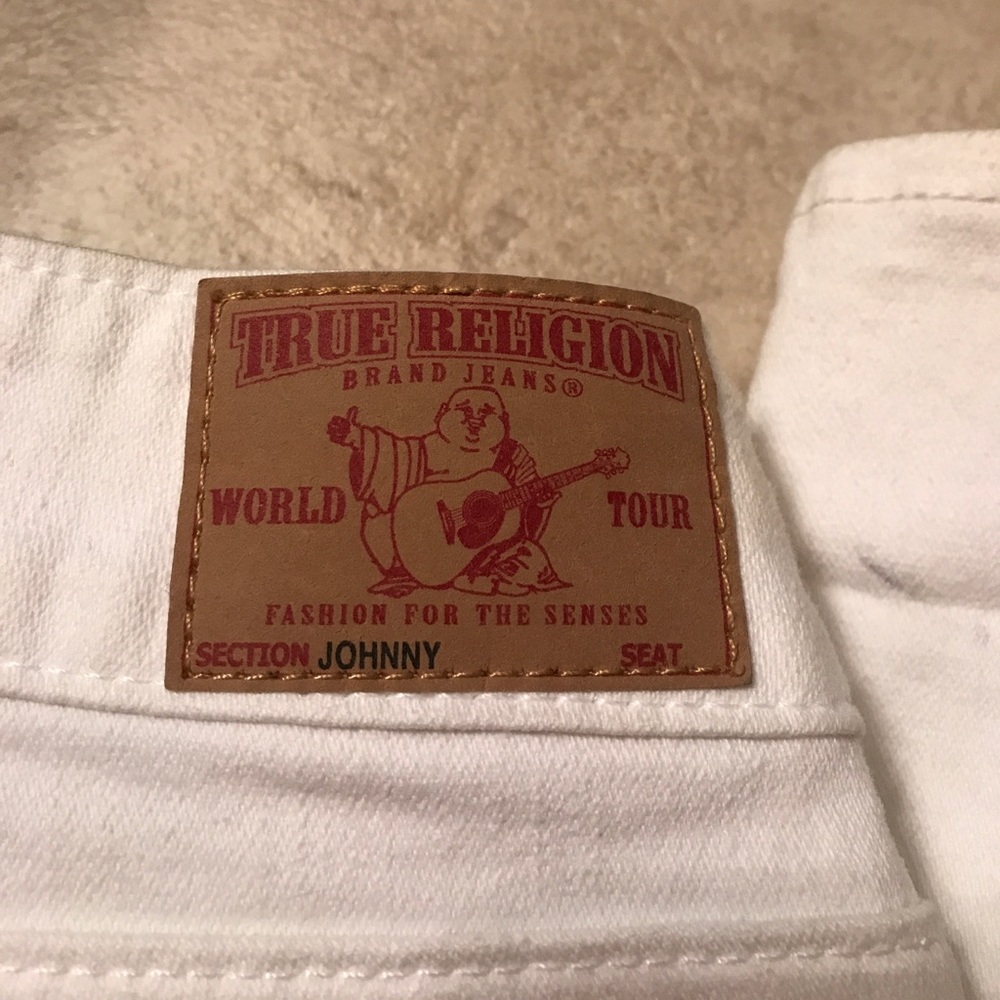 TRUE RELIGION
BRAND JEANS®
WORLD TOUR
FASHION FOR THE SENSES
SECTION JOHNNY SEAT